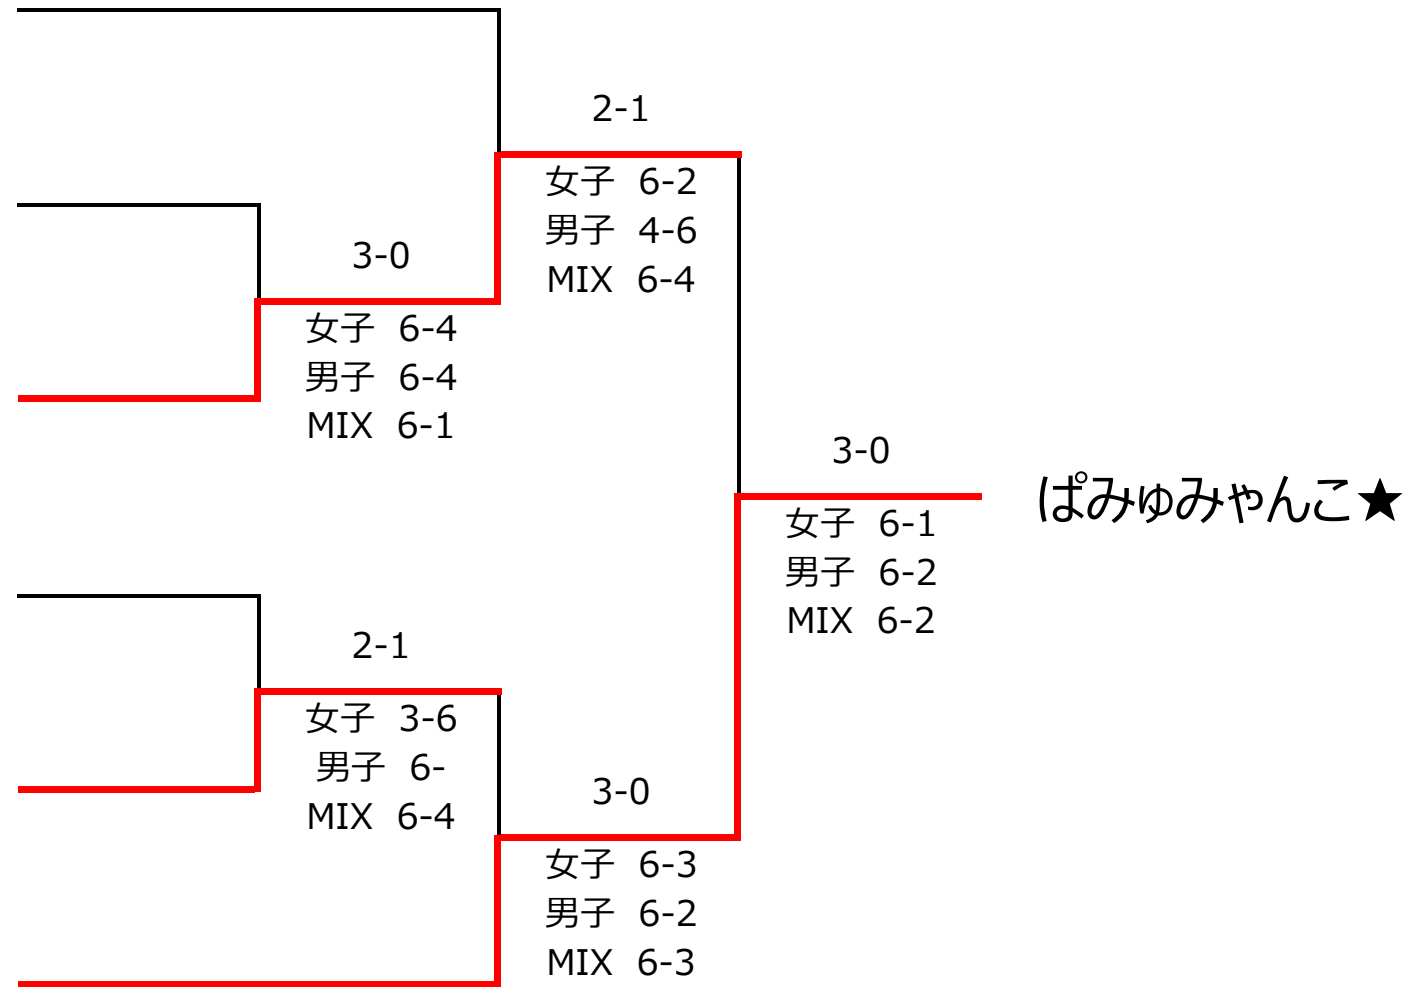 2-1
女子 6-2
男子 4-6
MIX 6-4
3-0
女子 6-4
男子 6-4
MIX 6-1
3-0
女子 6-1
男子 6-2
MIX 6-2
ぱみゅみゃんこ★
2-1
女子 3-6
男子 6-
MIX 6-4
3-0
女子 6-3
男子 6-2
MIX 6-3